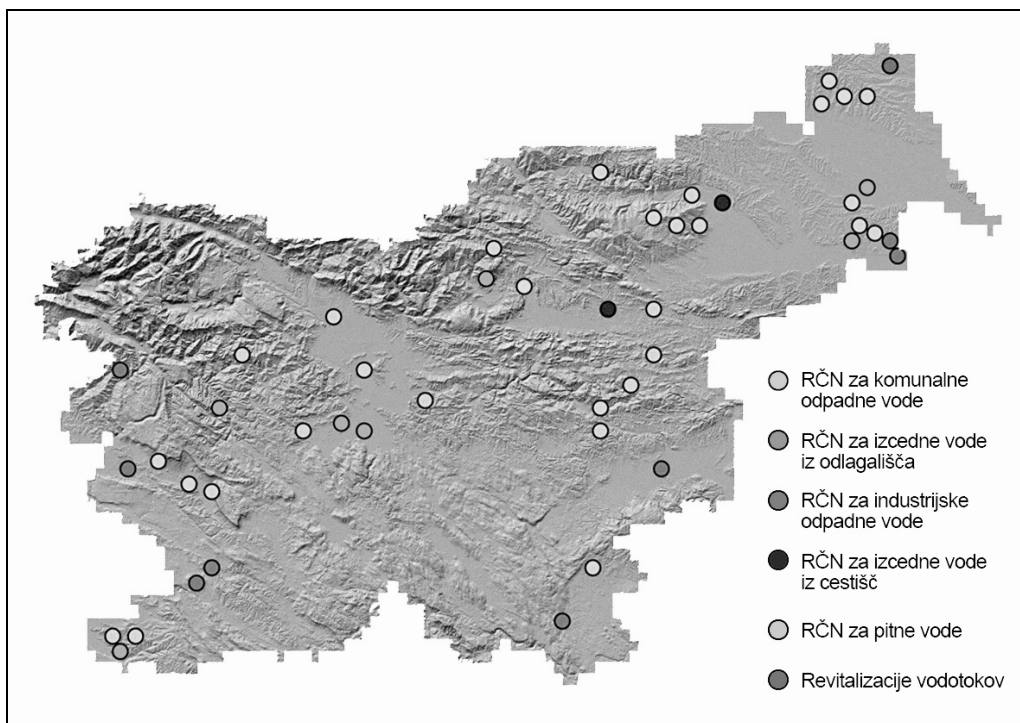 RČN za komunalne
odpadne vode
RČN za izcedne vode
iz odlagališča
RČN za industrijske
odpadne vode
RČN za izcedne vode
iz cestišč
RČN za pitne vode
Revitalizacije vodotokov